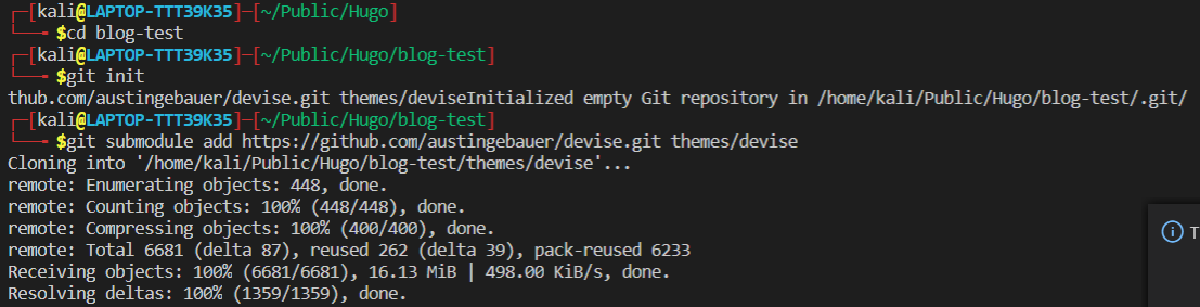 ┌─[kali@LAPTOP-TTT39K35]─[~/Public/Hugo]
└──╼ $cd blog-test
┌─[kali@LAPTOP-TTT39K35]─[~/Public/Hugo/blog-test]
└──╼ $git init
thub.com/austingebauer/devise.git themes/deviseInitialized empty Git repository in /home/kali/Public/Hugo/blog-test/.git/
┌─[kali@LAPTOP-TTT39K35]─[~/Public/Hugo/blog-test]
└──╼ $git submodule add https://github.com/austingebauer/devise.git themes/devise
Cloning into '/home/kali/Public/Hugo/blog-test/themes/devise'...
remote: Enumerating objects: 448, done.
remote: Counting objects: 100% (448/448), done.
remote: Compressing objects: 100% (400/400), done.
remote: Total 6681 (delta 87), reused 262 (delta 39), pack-reused 6233
Receiving objects: 100% (6681/6681), 16.13 MiB | 498.00 KiB/s, done.
Resolving deltas: 100% (1359/1359), done.